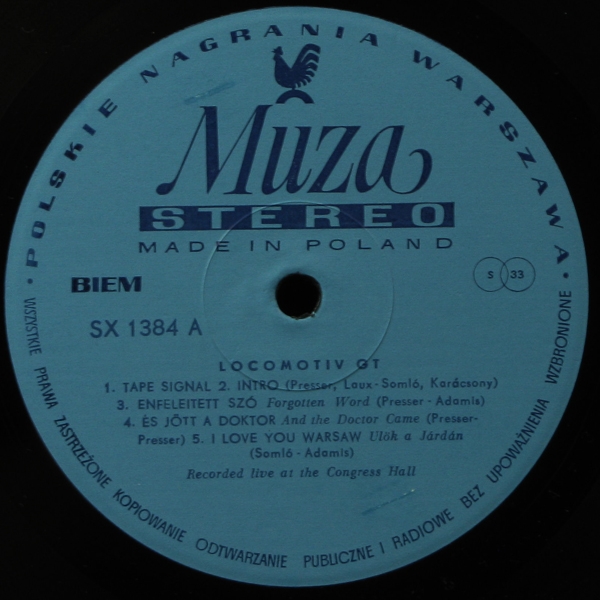 POLSKIE NAGRANIA WARSZAWA
Muza
STEREO
MADE IN POLAND
BIEM
S 33
SX 1384 A
LOCOMOTIV GT
1. TAPE SIGNAL 2. INTRO (Presser, Laux-Somló, Karácsony)
3. ENFELEITETT SZÓ Forgotten Word (Presser-Adamis)
4. ÉS JÖTT A DOKTOR And the Doctor Came (Presser-
Presser) 5. I LOVE YOU WARSAW Ulök a Járdán
(Somló-Adamis)
Recorded live at the Congress Hall
WSZYSTKIE PRAWA ZASTRZEŻONE KOPIOWANIE ODTWARZANIE PUBLICZNE I RADIOWE BEZ UPOWAŻNIENIA WZBRONIONE